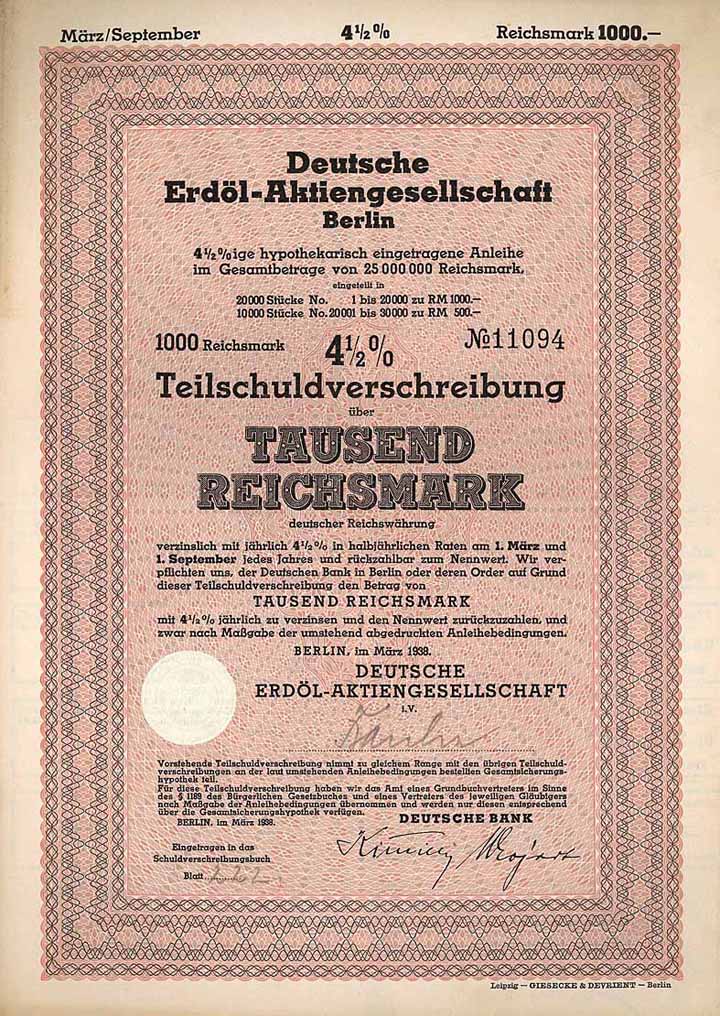 März/September 4½% Reichsmark 1000.—
Deutsche
Erdöl-Aktiengesellschaft
Berlin
4½%ige hypothekarisch eingetragene Anleihe
im Gesamtbetrage von 25 000 000 Reichsmark,
eingeteilt in
20 000 Stücke No. 1 bis 20000 zu RM 1000.—
10 000 Stücke No. 20 001 bis 30000 zu RM 500.—
1000 Reichsmark 4½% № 11094
Teilschuldverschreibung
über
TAUSEND
REICHSMARK
deutscher Reichswährung
verzinslich mit jährlich 4½% in halbjährlichen Raten am 1. März und
1. September jedes Jahres und rückzahlbar zum Nennwert. Wir ver-
pflichten uns, der Deutschen Bank in Berlin oder deren Order auf Grund
dieser Teilschuldverschreibung den Betrag von
TAUSEND REICHSMARK
mit 4½% jährlich zu verzinsen und den Nennwert zurückzuzahlen, und
zwar nach Maßgabe der umstehend abgedruckten Anleihebedingungen.
BERLIN, im März 1938.
DEUTSCHE
ERDÖL-AKTIENGESELLSCHAFT
i.V.
Vorstehende Teilschuldverschreibung nimmt zu gleichem Range mit den übrigen Teilschuld-
verschreibungen an der laut umstehenden Anleihebedingungen bestellten Gesamtsicherungs-
hypothek teil.
Für diese Teilschuldverschreibung haben wir das Amt eines Grundbuchvertreters im Sinne
des § 1189 des Bürgerlichen Gesetzbuches und eines Vertreters des jeweiligen Gläubigers
nach Maßgabe der Anleihebedingungen übernommen und werden nur diesen entsprechend
über die Gesamtsicherungshypothek verfügen.
DEUTSCHE BANK
BERLIN, im März 1938.
Eingetragen in das
Schuldverschreibungsbuch
Blatt
Leipzig — GIESECKE & DEVRIENT — Berlin